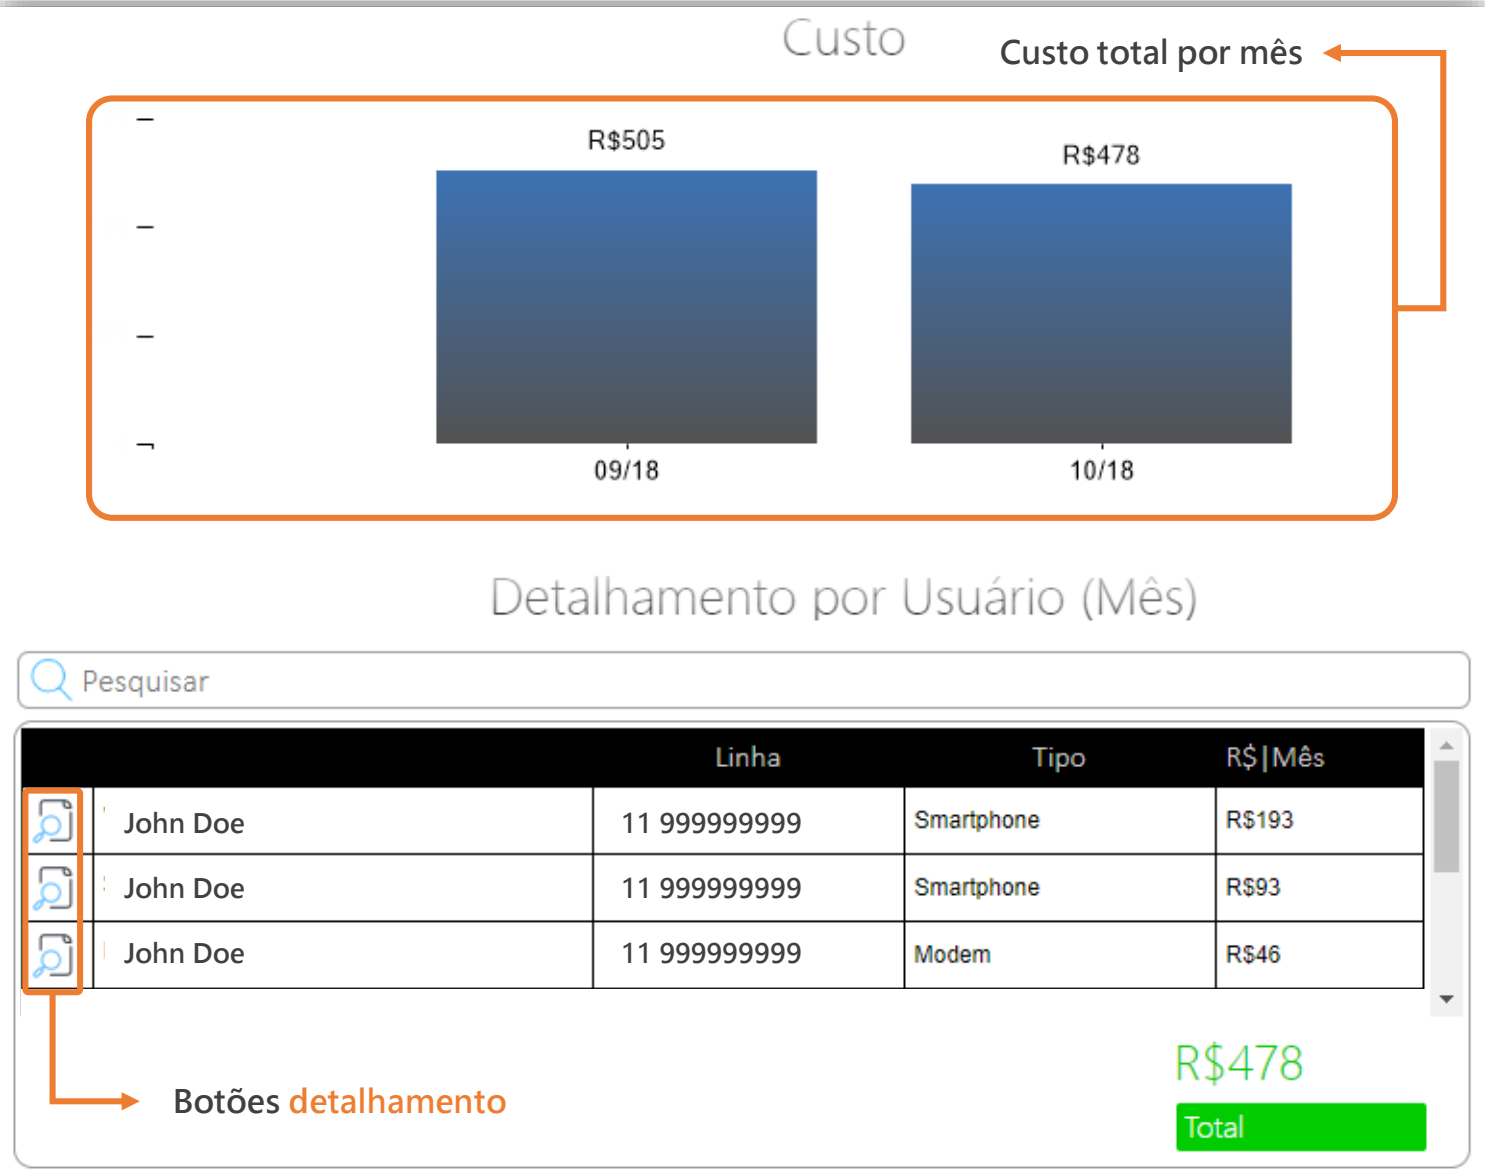 Custo
Custo total por mês
R$505
R$478
09/18
10/18
Detalhamento por Usuário (Mês)
Pesquisar
Linha Tipo R$|Mês
John Doe 11 999999999 Smartphone R$193
John Doe 11 999999999 Smartphone R$93
John Doe 11 999999999 Modem R$46
R$478
Botões detalhamento
Total